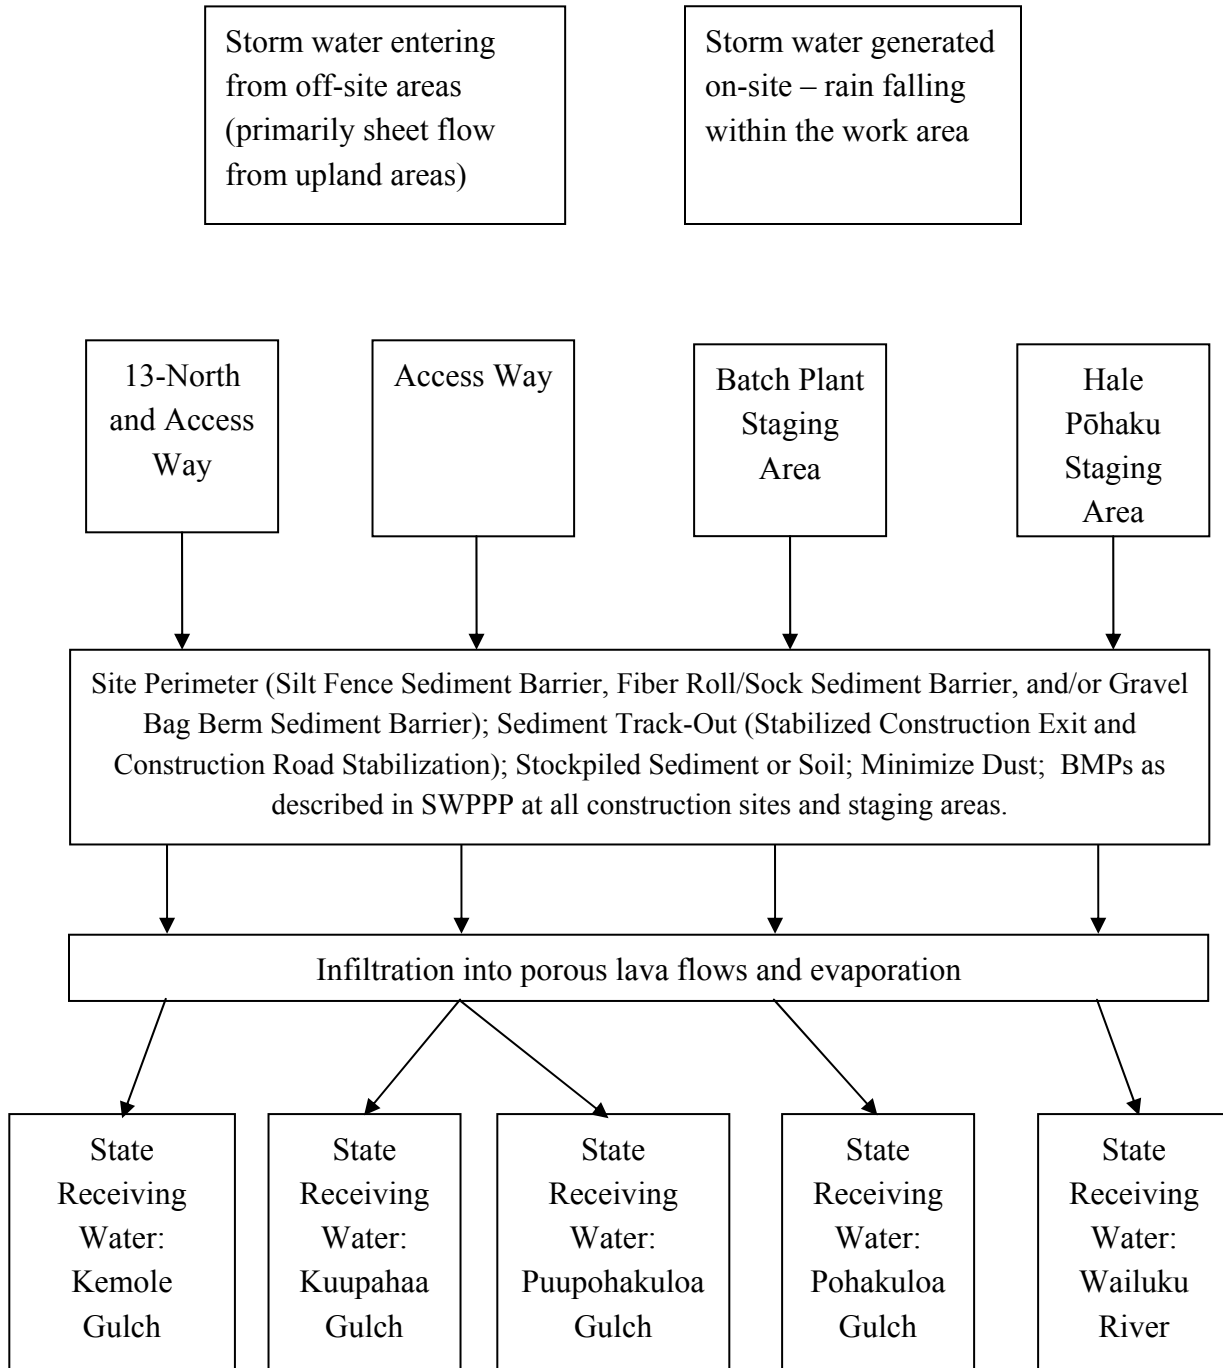 Storm water entering
from off-site areas
(primarily sheet flow
from upland areas)
Storm water generated
on-site – rain falling
within the work area
13-North
and Access
Way
Access Way
Batch Plant
Staging
Area
Hale
Pōhaku
Staging
Area
Site Perimeter (Silt Fence Sediment Barrier, Fiber Roll/Sock Sediment Barrier, and/or Gravel
Bag Berm Sediment Barrier); Sediment Track-Out (Stabilized Construction Exit and
Construction Road Stabilization); Stockpiled Sediment or Soil; Minimize Dust;  BMPs as
described in SWPPP at all construction sites and staging areas.
Infiltration into porous lava flows and evaporation
State
Receiving
Water:
Kemole
Gulch
State
Receiving
Water:
Kuupahaa
Gulch
State
Receiving
Water:
Puupohakuloa
Gulch
State
Receiving
Water:
Pohakuloa
Gulch
State
Receiving
Water:
Wailuku
River